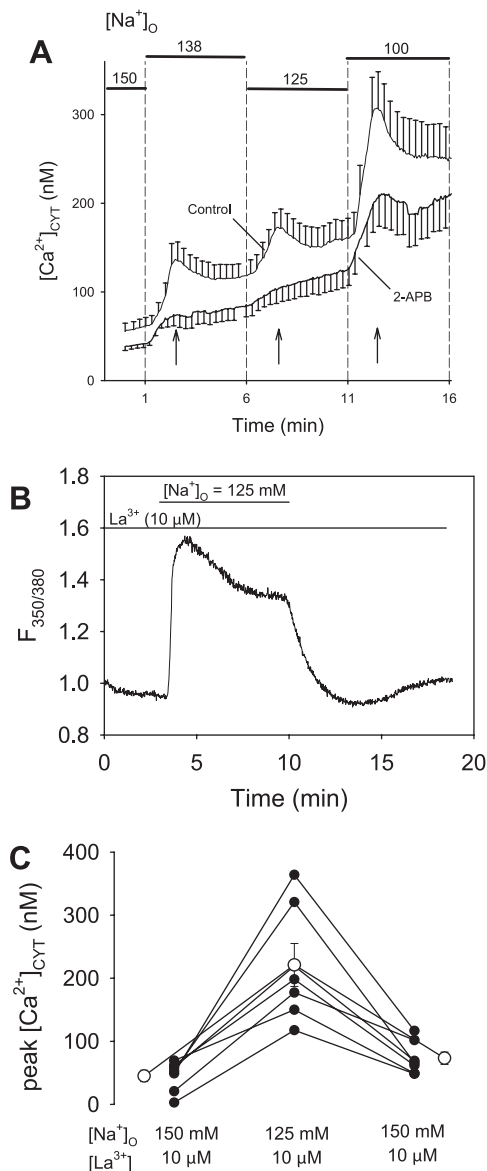 [Na+]O
A
138
100
150
125
300
200
100
0
[Ca2+]CYT (nM)
Control
2-APB
1
6
11
16
Time (min)
B
[Na+]O = 125 mM
La3+ (10 μM)
1.8
1.6
1.4
1.2
1.0
0.8
F350/380
0
5
10
15
20
Time (min)
C
400
300
200
100
0
peak [Ca2+]CYT (nM)
[Na+]O 150 mM 125 mM 150 mM
[La3+] 10 μM 10 μM 10 μM